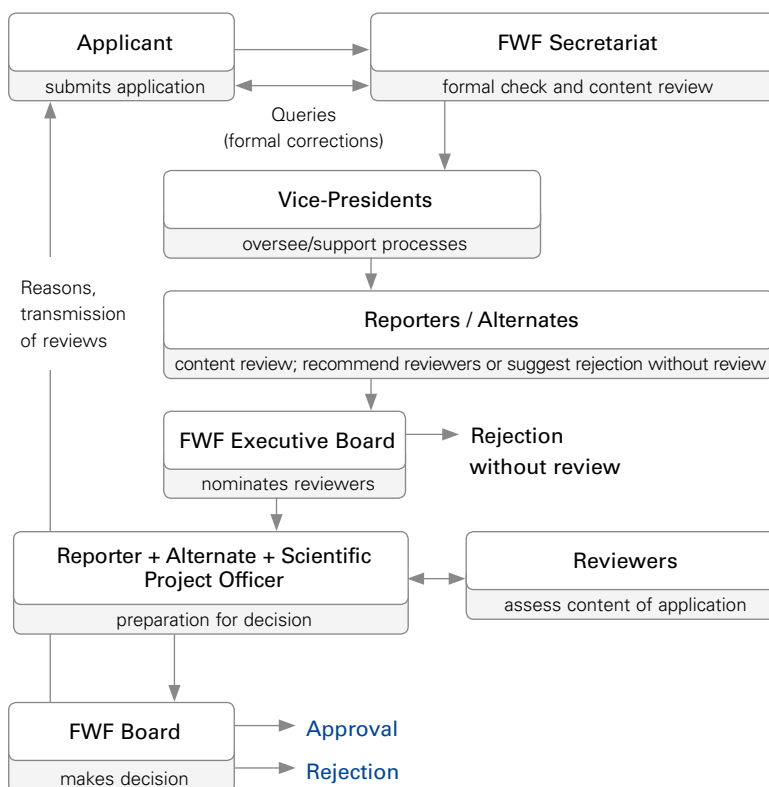 Applicant
submits application
FWF Secretariat
formal check and content review
Queries
(formal corrections)
Vice-Presidents
oversee/support processes
Reasons,
transmission
of reviews
Reporters / Alternates
content review; recommend reviewers or suggest rejection without review
FWF Executive Board
nominates reviewers
Rejection
without review
Reporter + Alternate + Scientific
Project Officer
preparation for decision
Reviewers
assess content of application
FWF Board
makes decision
Approval
Rejection